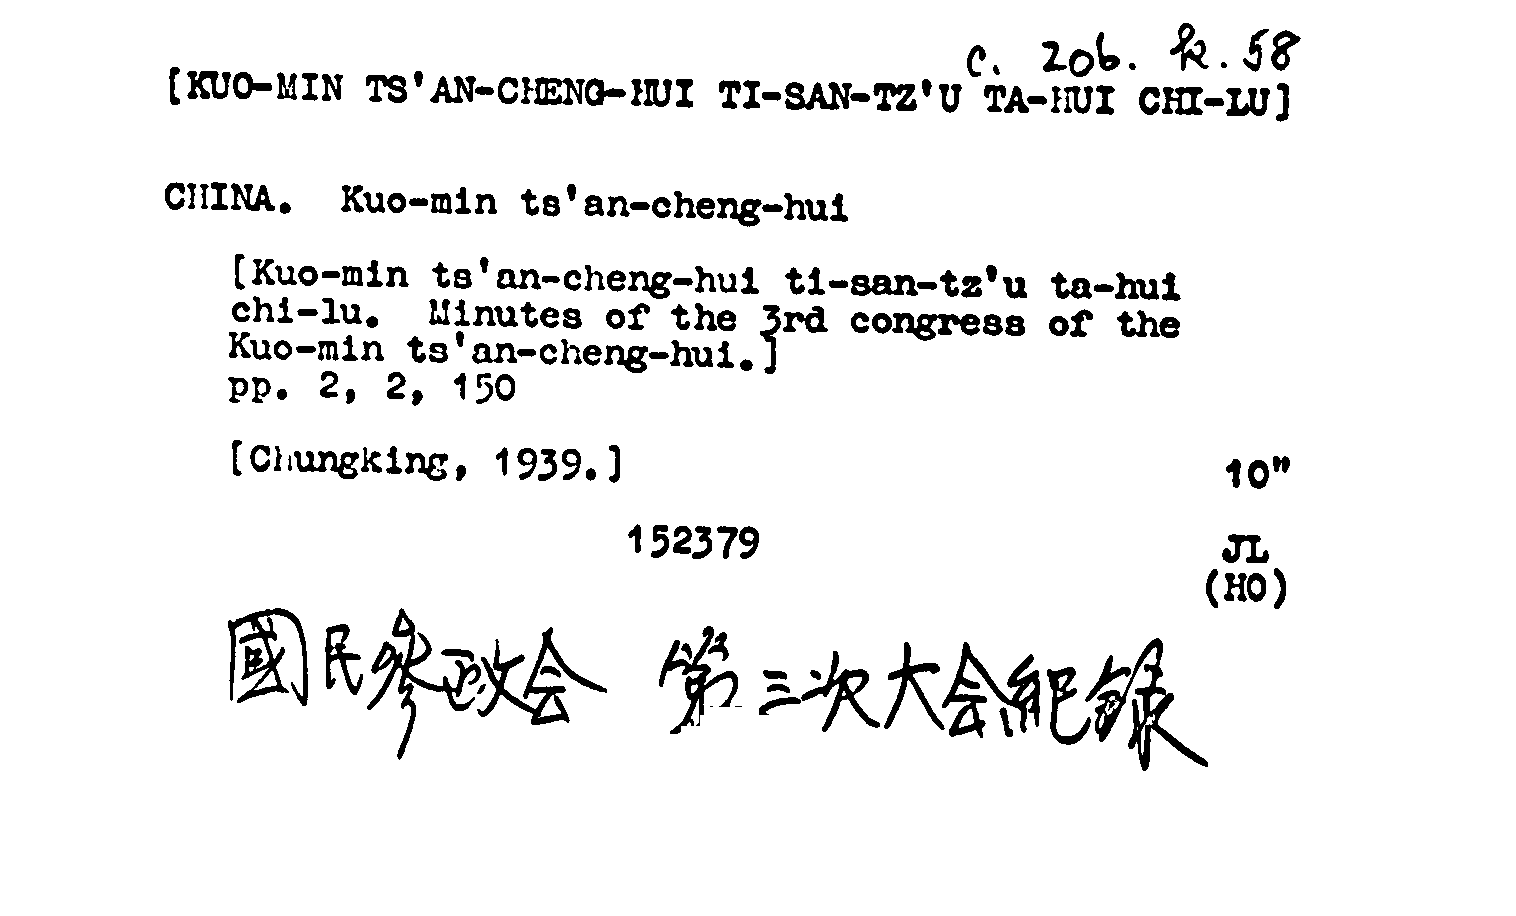 c. 206. k. 58
[KUO-MIN TS'AN-CHENG-HUI TI-SAN-TZ'U TA-HUI CHI-LU]
CHINA. Kuo-min ts'an-cheng-hui
[Kuo-min ts'an-cheng-hui ti-san-tz'u ta-hui
chi-lu. Minutes of the 3rd congress of the
Kuo-min ts'an-cheng-hui.]
pp. 2, 2, 150
[Chungking, 1939.]
10"
152379
JL
(HO)
國民參政会 第三次大会紀錄